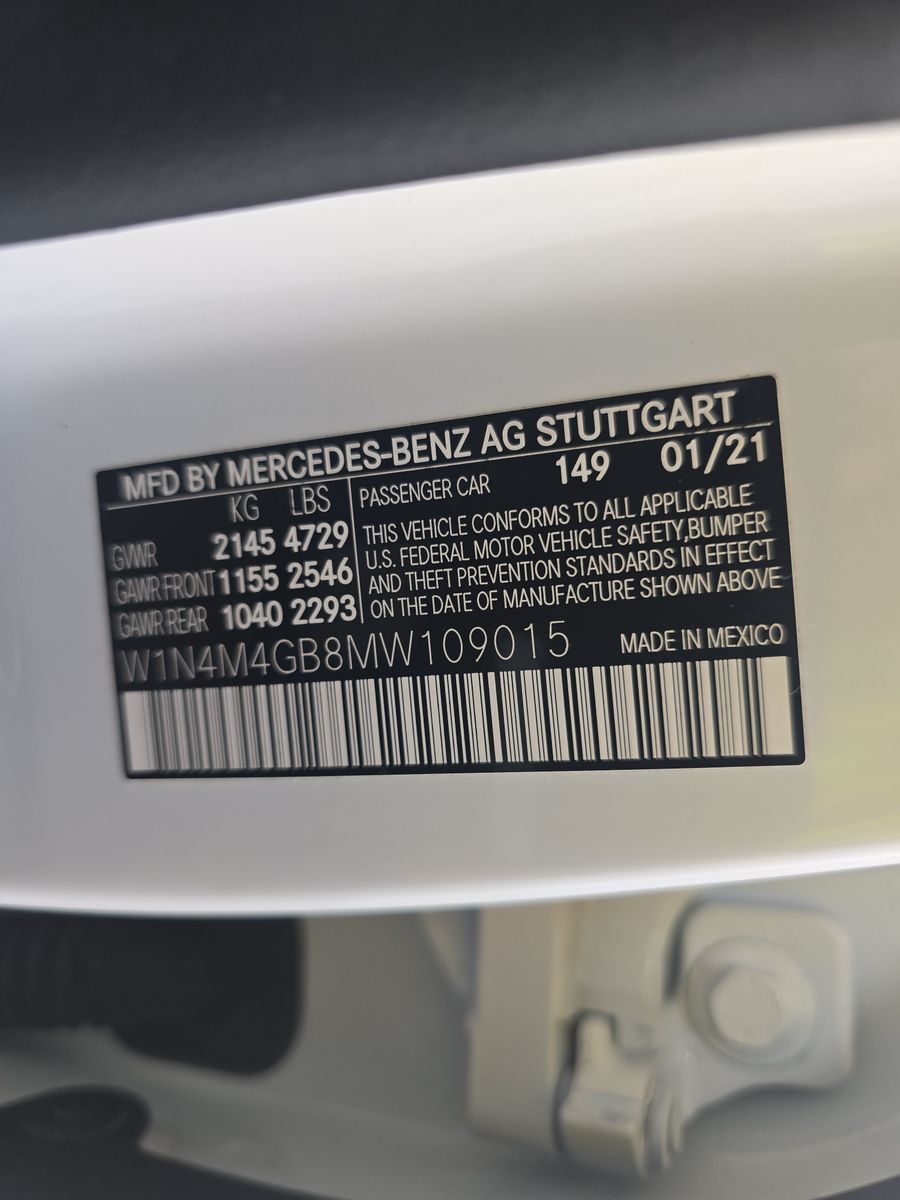 MFD BY MERCEDES-BENZ AG STUTTGART
KG LBS
GVWR 2145 4729
GAWR FRONT 1155 2546
GAWR REAR 1040 2293
PASSENGER CAR 149 01/21
THIS VEHICLE CONFORMS TO ALL APPLICABLE
U.S. FEDERAL MOTOR VEHICLE SAFETY,BUMPER
AND THEFT PREVENTION STANDARDS IN EFFECT
ON THE DATE OF MANUFACTURE SHOWN ABOVE
W1N4M4GB8MW109015 MADE IN MEXICO